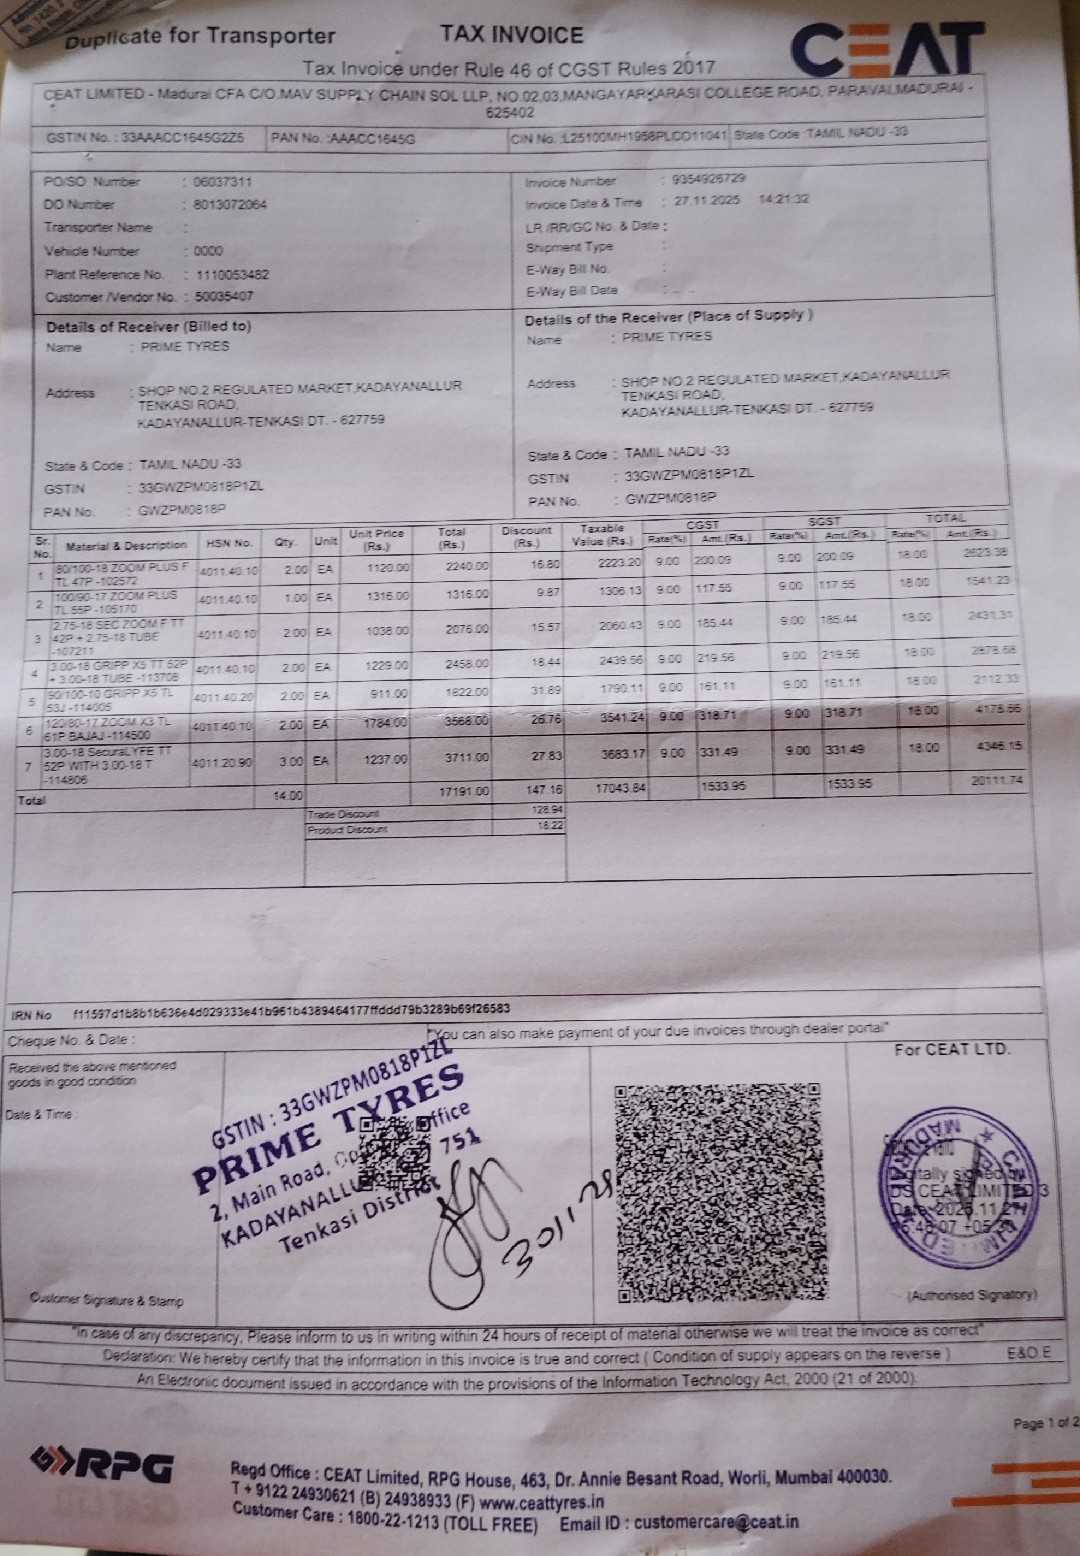 Duplicate for Transporter
TAX INVOICE
CEAT
Tax Invoice under Rule 46 of CGST Rules 2017
CEAT LIMITED - Madurai CFA C/O.MAV SUPPLY CHAIN SOL LLP, NO.02,03,MANGAYARKARASI COLLEGE ROAD, PARAVAI,MADURAI -
625402
GSTIN No. : 33AAACC1645G2Z5 PAN No. :AAACC1645G CIN No. :L25100MH1958PLC011041 State Code :TAMIL NADU -33
PO/SO Number : 06037311
DO Number : 8013072064
Transporter Name :
Vehicle Number : 0000
Plant Reference No. : 1110053482
Customer /Vendor No. : 50035407
Invoice Number : 9354926729
Invoice Date & Time : 27.11.2025 14:21:32
LR /RR/GC No. & Date :
Shipment Type :
E-Way Bill No. :
E-Way Bill Date : . .
Details of Receiver (Billed to)
Name : PRIME TYRES
Address : SHOP NO.2 REGULATED MARKET,KADAYANALLUR
TENKASI ROAD,
KADAYANALLUR-TENKASI DT. - 627759
State & Code : TAMIL NADU -33
GSTIN : 33GWZPM0818P1ZL
PAN No. : GWZPM0818P
Details of the Receiver (Place of Supply )
Name : PRIME TYRES
Address : SHOP NO.2 REGULATED MARKET,KADAYANALLUR
TENKASI ROAD,
KADAYANALLUR-TENKASI DT. - 627759
State & Code : TAMIL NADU -33
GSTIN : 33GWZPM0818P1ZL
PAN No. : GWZPM0818P
Sr. No. Material & Description HSN No. Qty. Unit Unit Price (Rs.) Total (Rs.) Discount (Rs.) Taxable Value (Rs.) CGST Rate(%) Amt.(Rs.) SGST Rate(%) Amt.(Rs.) TOTAL Rate(%) Amt.(Rs.)
1 80/100-18 ZOOM PLUS F TL 47P -102572 4011.40.10 2.00 EA 1120.00 2240.00 16.80 2223.20 9.00 200.09 9.00 200.09 18.00 2623.38
2 100/90-17 ZOOM PLUS TL 55P -105170 4011.40.10 1.00 EA 1316.00 1316.00 9.87 1306.13 9.00 117.55 9.00 117.55 18.00 1541.23
3 2.75-18 SEC ZOOM F TT 42P + 2.75-18 TUBE -107211 4011.40.10 2.00 EA 1038.00 2076.00 15.57 2060.43 9.00 185.44 9.00 185.44 18.00 2431.31
4 3.00-18 GRIPP X5 TT 52P + 3.00-18 TUBE -113708 4011.40.10 2.00 EA 1229.00 2458.00 18.44 2439.56 9.00 219.56 9.00 219.56 18.00 2878.68
5 90/100-10 GRIPP X5 TL 53J -114005 4011.40.20 2.00 EA 911.00 1822.00 31.89 1790.11 9.00 161.11 9.00 161.11 18.00 2112.33
6 120/80-17 ZOOM X3 TL 61P BAJAJ -114500 4011.40.10 2.00 EA 1784.00 3568.00 26.76 3541.24 9.00 318.71 9.00 318.71 18.00 4178.66
7 3.00-18 SecuraLYFE TT 52P WITH 3.00-18 T -114806 4011.20.90 3.00 EA 1237.00 3711.00 27.83 3683.17 9.00 331.49 9.00 331.49 18.00 4346.15
Total 14.00 17191.00 147.16 17043.84 1533.95 1533.95 20111.74
Trade Discount 128.94
Product Discount 18.22
IRN No f11597d1b8b1b636e4d029333e41b961b4389464177ffddd79b3289b69f26583
Cheque No. & Date :
"You can also make payment of your due invoices through dealer portal"
Received the above mentioned
goods in good condition
Date & Time :
Customer Signature & Stamp
GSTIN : 33GWZPM0818P1ZL
PRIME TYRES
2, Main Road, Office
KADAYANALLU 751
Tenkasi District
For CEAT LTD.
DS CEAT LIMITED 3
(Authorised Signatory)
"In case of any discrepancy, Please inform to us in writing within 24 hours of receipt of material otherwise we will treat the invoice as correct"
Declaration: We hereby certify that the information in this invoice is true and correct ( Condition of supply appears on the reverse ) E&O.E
An Electronic document issued in accordance with the provisions of the Information Technology Act, 2000 (21 of 2000).
Page 1 of 2
RPG
Regd Office : CEAT Limited, RPG House, 463, Dr. Annie Besant Road, Worli, Mumbai 400030.
T + 9122 24930621 (B) 24938933 (F) www.ceattyres.in
Customer Care : 1800-22-1213 (TOLL FREE) Email ID : customercare@ceat.in